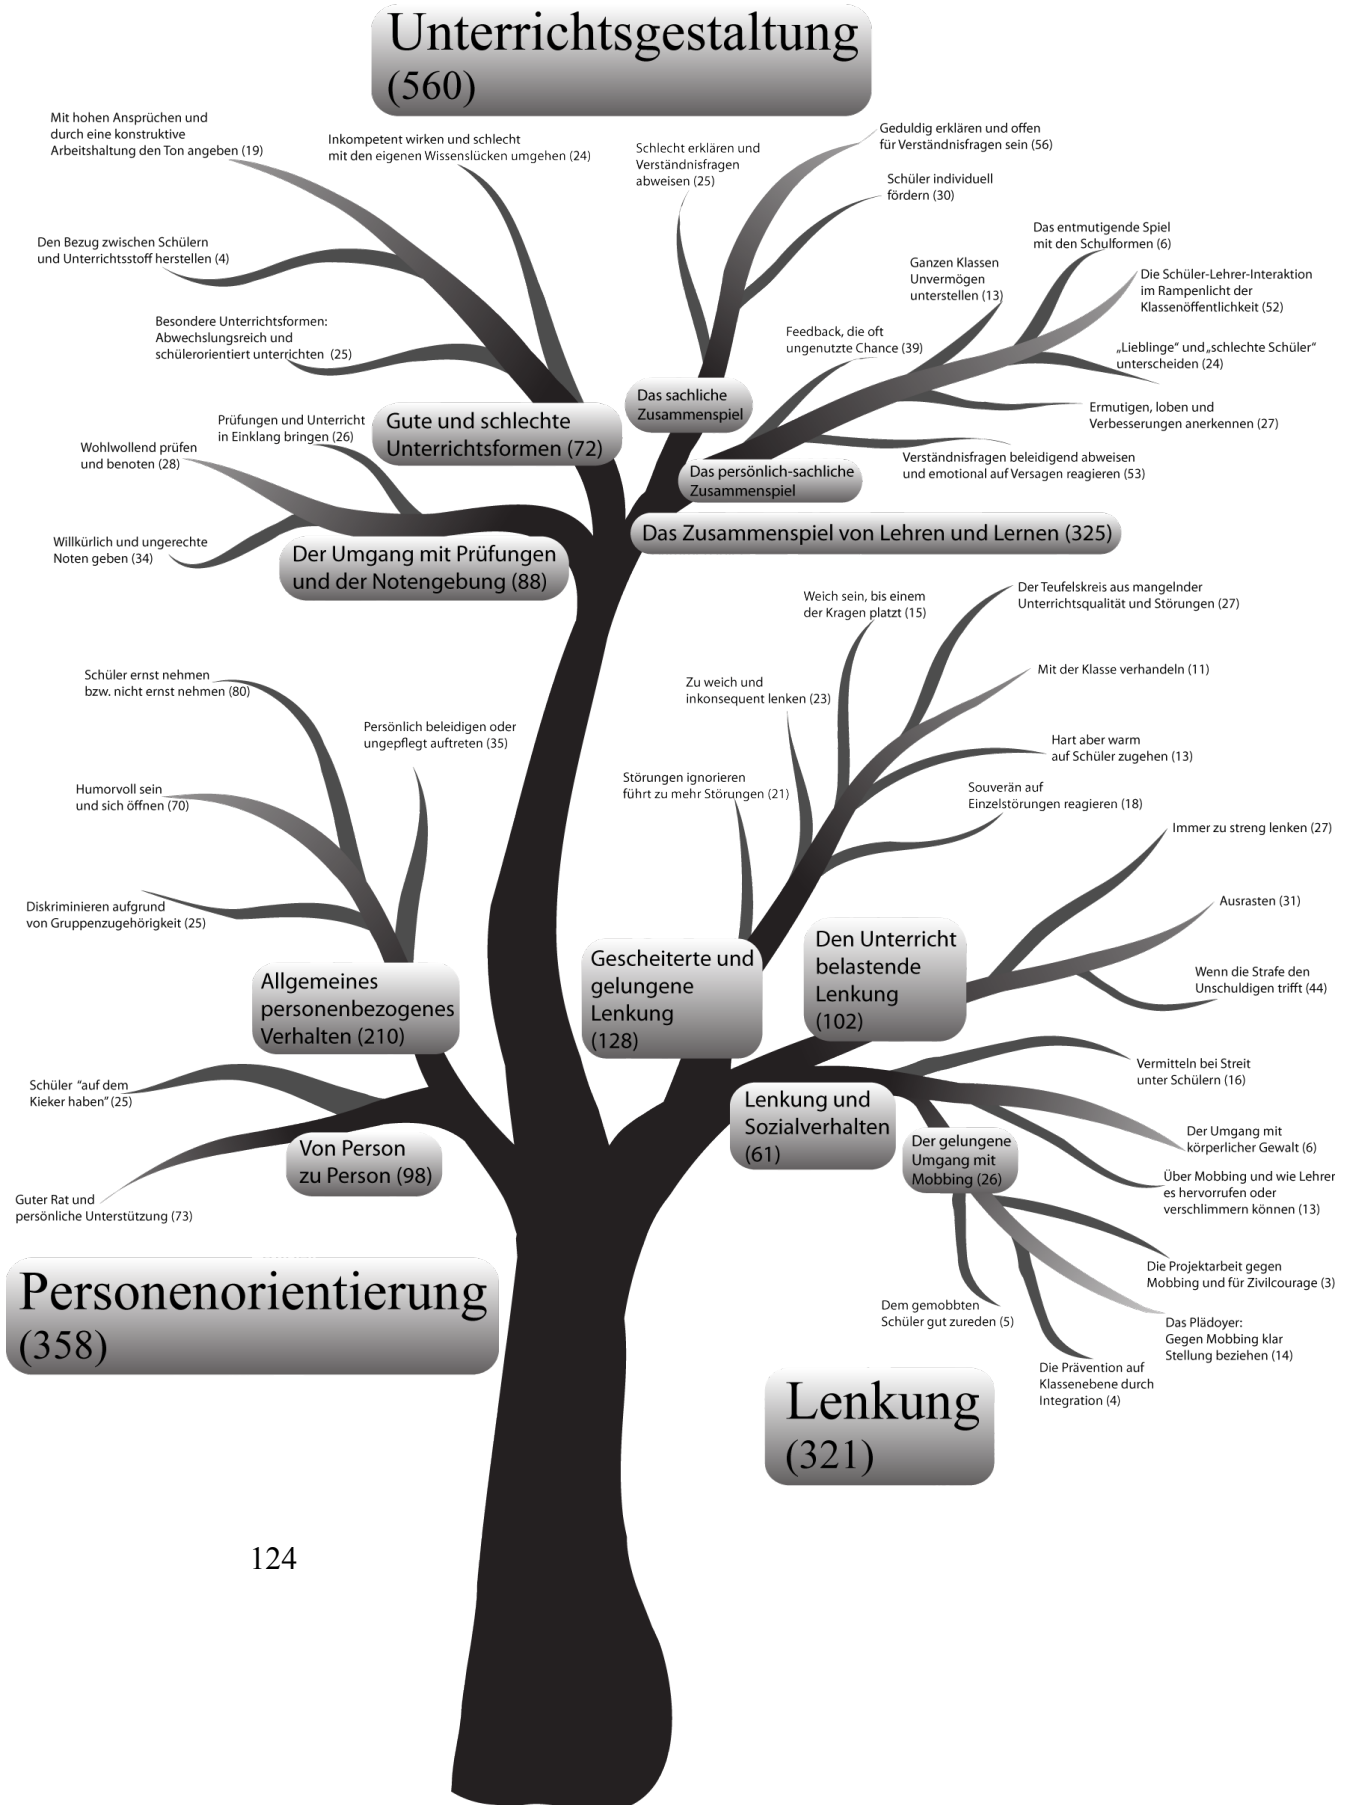 Unterrichtsgestaltung
(560)
Mit hohen Ansprüchen und
durch eine konstruktive
Arbeitshaltung den Ton angeben (19)
Inkompetent wirken und schlecht
mit den eigenen Wissenslücken umgehen (24)
Schlecht erklären und
Verständnisfragen
abweisen (25)
Geduldig erklären und offen
für Verständnisfragen sein (56)
Schüler individuell
fördern (30)
Den Bezug zwischen Schülern
und Unterrichtsstoff herstellen (4)
Das entmutigende Spiel
mit den Schulformen (6)
Ganzen Klassen
Unvermögen
unterstellen (13)
Die Schüler-Lehrer-Interaktion
im Rampenlicht der
Klassenöffentlichkeit (52)
Besondere Unterrichtsformen:
Abwechslungsreich und
schülerorientiert unterrichten (25)
Feedback, die oft
ungenutzte Chance (39)
„Lieblinge“ und „schlechte Schüler“
unterscheiden (24)
Das sachliche
Zusammenspiel
Ermutigen, loben und
Verbesserungen anerkennen (27)
Prüfungen und Unterricht
in Einklang bringen (26)
Gute und schlechte
Unterrichtsformen (72)
Wohlwollend prüfen
und benoten (28)
Verständnisfragen beleidigend abweisen
und emotional auf Versagen reagieren (53)
Das persönlich-sachliche
Zusammenspiel
Das Zusammenspiel von Lehren und Lernen (325)
Willkürlich und ungerechte
Noten geben (34)
Der Umgang mit Prüfungen
und der Notengebung (88)
Der Teufelskreis aus mangelnder
Unterrichtsqualität und Störungen (27)
Weich sein, bis einem
der Kragen platzt (15)
Schüler ernst nehmen
bzw. nicht ernst nehmen (80)
Mit der Klasse verhandeln (11)
Zu weich und
inkonsequent lenken (23)
Persönlich beleidigen oder
ungepflegt auftreten (35)
Hart aber warm
auf Schüler zugehen (13)
Störungen ignorieren
führt zu mehr Störungen (21)
Humorvoll sein
und sich öffnen (70)
Souverän auf
Einzelstörungen reagieren (18)
Immer zu streng lenken (27)
Diskriminieren aufgrund
von Gruppenzugehörigkeit (25)
Ausrasten (31)
Den Unterricht
belastende
Lenkung
(102)
Gescheiterte und
gelungene
Lenkung
(128)
Wenn die Strafe den
Unschuldigen trifft (44)
Allgemeines
personenbezogenes
Verhalten (210)
Vermitteln bei Streit
unter Schülern (16)
Schüler "auf dem
Kieker haben" (25)
Lenkung und
Sozialverhalten
(61)
Der Umgang mit
körperlicher Gewalt (6)
Von Person
zu Person (98)
Der gelungene
Umgang mit
Mobbing (26)
Über Mobbing und wie Lehrer
es hervorrufen oder
verschlimmern können (13)
Guter Rat und
persönliche Unterstützung (73)
Die Projektarbeit gegen
Mobbing und für Zivilcourage (3)
Personenorientierung
(358)
Dem gemobbten
Schüler gut zureden (5)
Das Plädoyer:
Gegen Mobbing klar
Stellung beziehen (14)
Die Prävention auf
Klassenebene durch
Integration (4)
Lenkung
(321)
124